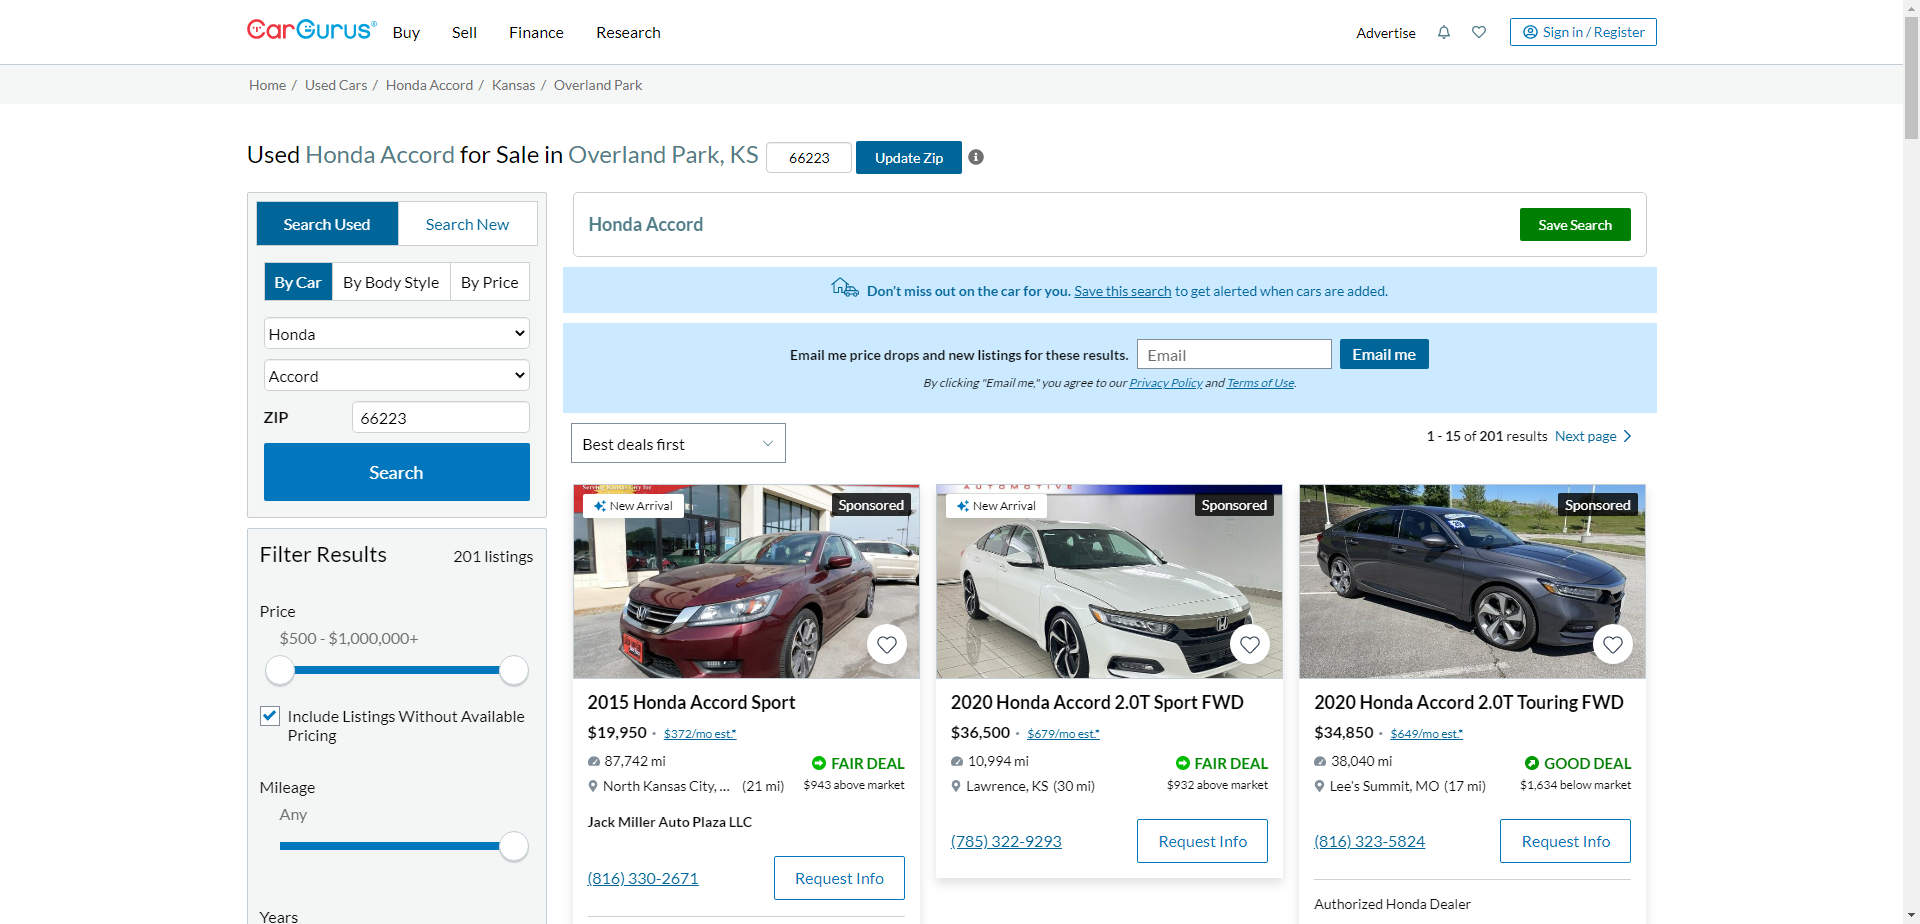 CarGurus®
Buy
Sell
Finance
Research
Advertise
Sign in / Register
Home / Used Cars / Honda Accord / Kansas / Overland Park
Used Honda Accord for Sale in Overland Park, KS
66223
Update Zip
Search Used
Search New
By Car
By Body Style
By Price
Honda
Accord
ZIP
66223
Search
Filter Results
201 listings
Price
$500 - $1,000,000+
Include Listings Without Available
Pricing
Mileage
Any
Years
Honda Accord
Save Search
Don't miss out on the car for you. Save this search to get alerted when cars are added.
Email me price drops and new listings for these results.
Email
Email me
By clicking "Email me," you agree to our Privacy Policy and Terms of Use.
Best deals first
1 - 15 of 201 results
Next page
New Arrival
Sponsored
2015 Honda Accord Sport
$19,950 · $372/mo est.*
87,742 mi
FAIR DEAL
North Kansas City, ... (21 mi)
$943 above market
Jack Miller Auto Plaza LLC
(816) 330-2671
Request Info
AUTOMOTIVE
New Arrival
Sponsored
2020 Honda Accord 2.0T Sport FWD
$36,500 · $679/mo est.*
10,994 mi
FAIR DEAL
Lawrence, KS (30 mi)
$932 above market
(785) 322-9293
Request Info
Sponsored
2020 Honda Accord 2.0T Touring FWD
$34,850 · $649/mo est.*
38,040 mi
GOOD DEAL
Lee's Summit, MO (17 mi)
$1,634 below market
(816) 323-5824
Request Info
Authorized Honda Dealer